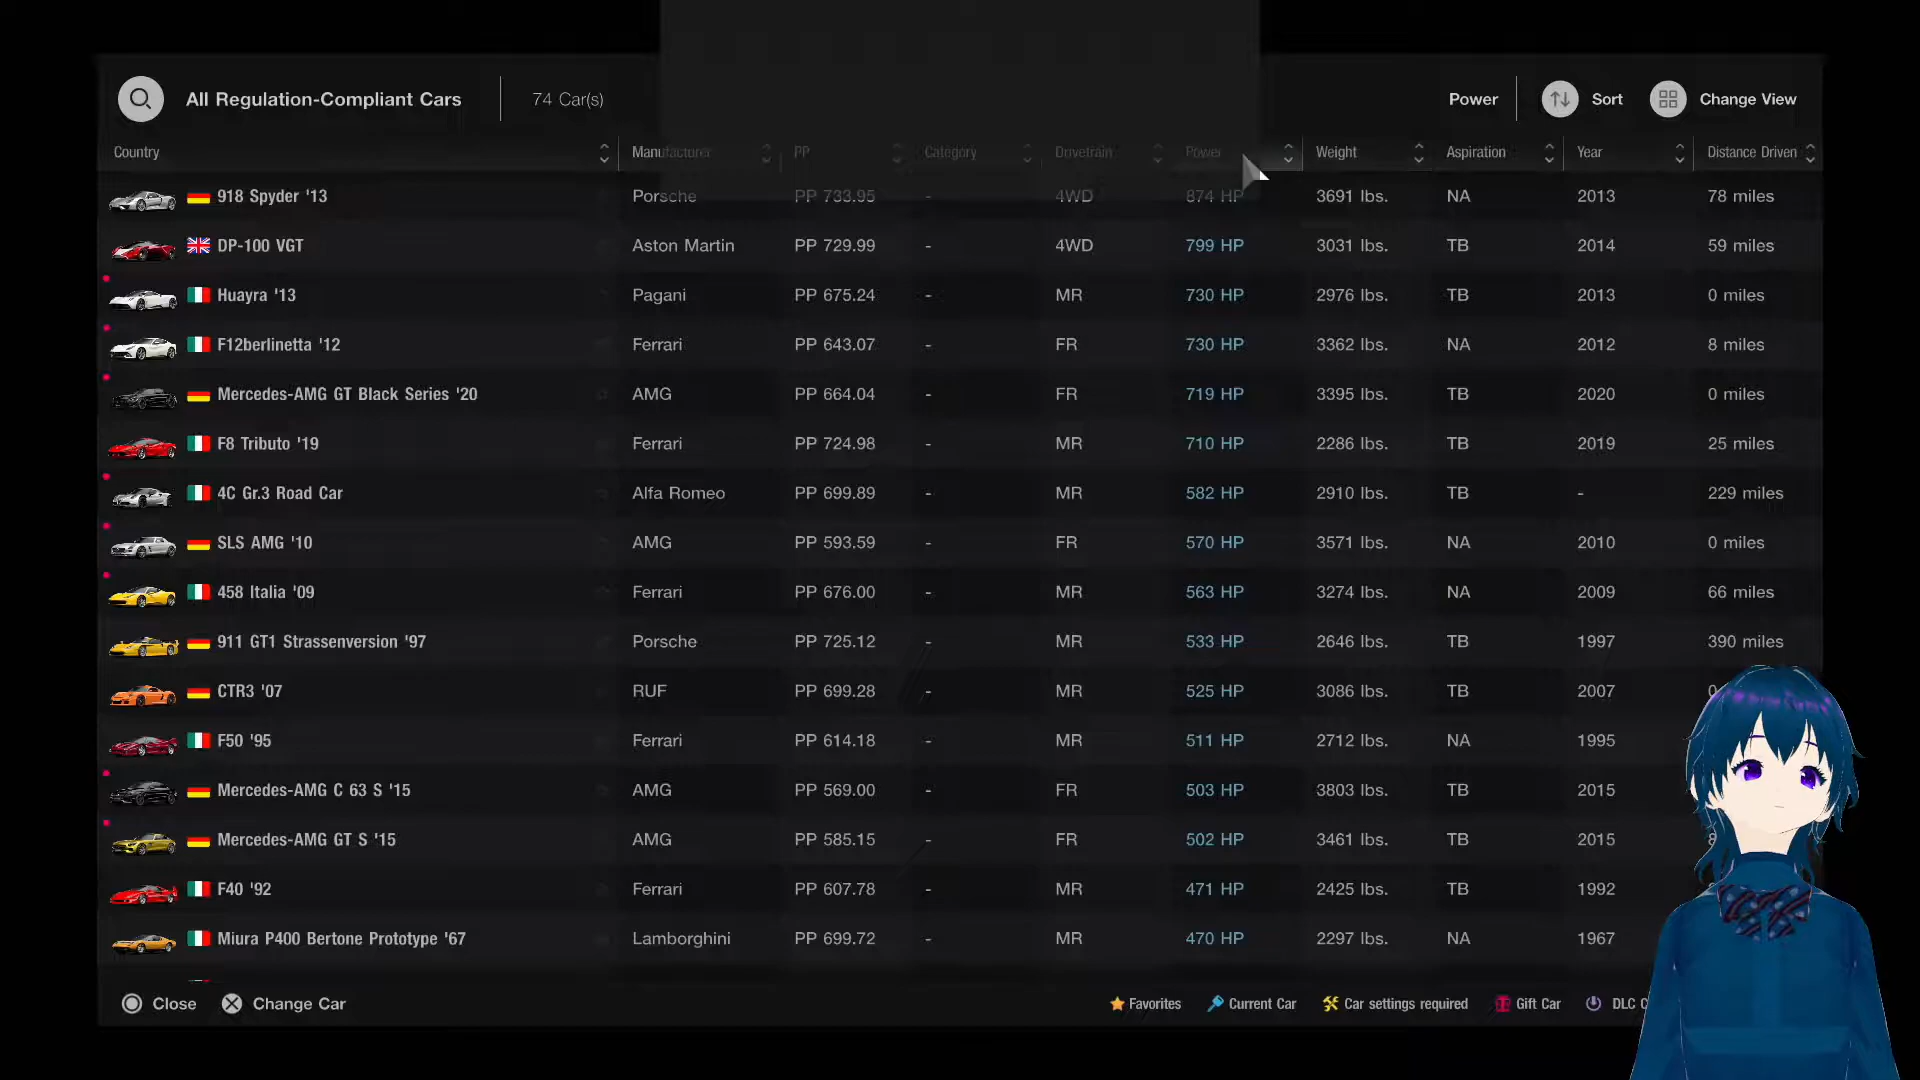 All Regulation-Compliant Cars 74 Car(s) Power Sort Change View
Country Manufacturer PP Category Drivetrain Power Weight Aspiration Year Distance Driven
918 Spyder '13 Porsche PP 733.95 - 4WD 874 HP 3691 lbs. NA 2013 78 miles
DP-100 VGT Aston Martin PP 729.99 - 4WD 799 HP 3031 lbs. TB 2014 59 miles
Huayra '13 Pagani PP 675.24 - MR 730 HP 2976 lbs. TB 2013 0 miles
F12berlinetta '12 Ferrari PP 643.07 - FR 730 HP 3362 lbs. NA 2012 8 miles
Mercedes-AMG GT Black Series '20 AMG PP 664.04 - FR 719 HP 3395 lbs. TB 2020 0 miles
F8 Tributo '19 Ferrari PP 724.98 - MR 710 HP 2286 lbs. TB 2019 25 miles
4C Gr.3 Road Car Alfa Romeo PP 699.89 - MR 582 HP 2910 lbs. TB - 229 miles
SLS AMG '10 AMG PP 593.59 - FR 570 HP 3571 lbs. NA 2010 0 miles
458 Italia '09 Ferrari PP 676.00 - MR 563 HP 3274 lbs. NA 2009 66 miles
911 GT1 Strassenversion '97 Porsche PP 725.12 - MR 533 HP 2646 lbs. TB 1997 390 miles
CTR3 '07 RUF PP 699.28 - MR 525 HP 3086 lbs. TB 2007
F50 '95 Ferrari PP 614.18 - MR 511 HP 2712 lbs. NA 1995
Mercedes-AMG C 63 S '15 AMG PP 569.00 - FR 503 HP 3803 lbs. TB 2015
Mercedes-AMG GT S '15 AMG PP 585.15 - FR 502 HP 3461 lbs. TB 2015
F40 '92 Ferrari PP 607.78 - MR 471 HP 2425 lbs. TB 1992
Miura P400 Bertone Prototype '67 Lamborghini PP 699.72 - MR 470 HP 2297 lbs. NA 1967
Close Change Car Favorites Current Car Car settings required Gift Car DLC